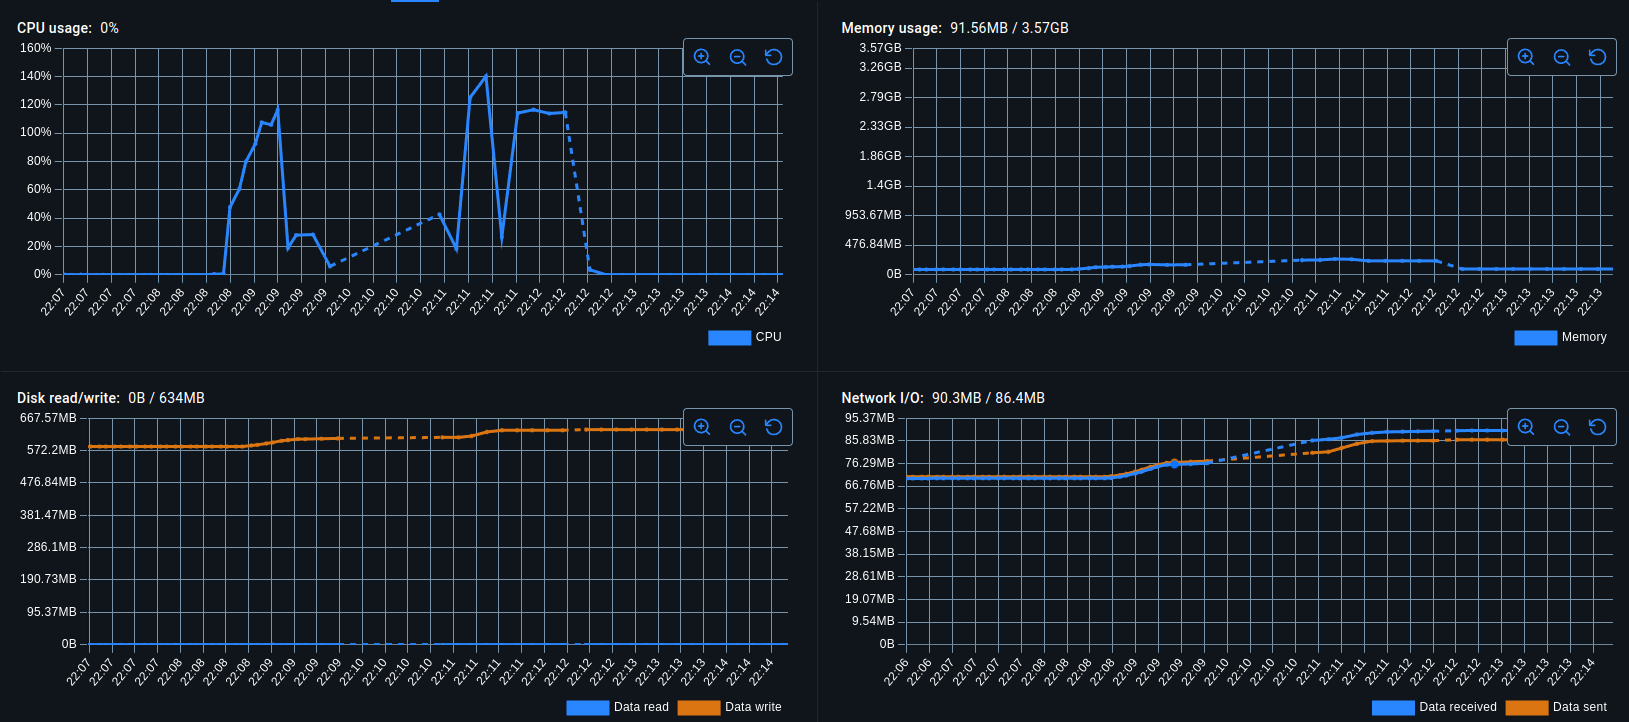 CPU usage: 0%
160%
140%
120%
100%
80%
60%
40%
20%
0%
22:07 22:07 22:07 22:07 22:08 22:08 22:08 22:08 22:09 22:09 22:09 22:09 22:10 22:10 22:10 22:10 22:11 22:11 22:11 22:11 22:12 22:12 22:12 22:12 22:13 22:13 22:13 22:13 22:14 22:14 22:14
CPU
Memory usage: 91.56MB / 3.57GB
3.57GB
3.26GB
2.79GB
2.33GB
1.86GB
1.4GB
953.67MB
476.84MB
0B
22:07 22:07 22:07 22:07 22:08 22:08 22:08 22:08 22:09 22:09 22:09 22:09 22:09 22:10 22:10 22:10 22:10 22:11 22:11 22:11 22:11 22:12 22:12 22:12 22:12 22:13 22:13 22:13 22:13 22:13
Memory
Disk read/write: 0B / 634MB
667.57MB
572.2MB
476.84MB
381.47MB
286.1MB
190.73MB
95.37MB
0B
22:07 22:07 22:07 22:07 22:08 22:08 22:08 22:08 22:09 22:09 22:09 22:09 22:10 22:10 22:10 22:10 22:11 22:11 22:11 22:11 22:12 22:12 22:12 22:12 22:13 22:13 22:13 22:13 22:14 22:14 22:14
Data read Data write
Network I/O: 90.3MB / 86.4MB
95.37MB
85.83MB
76.29MB
66.76MB
57.22MB
47.68MB
38.15MB
28.61MB
19.07MB
9.54MB
0B
22:06 22:06 22:07 22:07 22:07 22:07 22:08 22:08 22:08 22:08 22:09 22:09 22:09 22:09 22:10 22:10 22:10 22:10 22:11 22:11 22:11 22:11 22:12 22:12 22:12 22:12 22:13 22:13 22:13 22:13 22:14
Data received Data sent